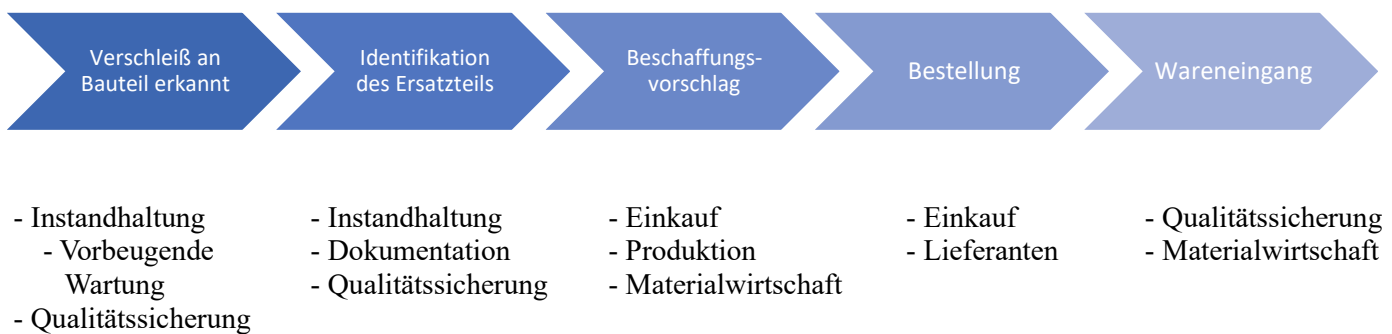 Verschleiß an
Bauteil erkannt
Identifikation
des Ersatzteils
Beschaffungs-
vorschlag
Bestellung
Wareneingang
- Instandhaltung
- Vorbeugende
Wartung
- Qualitätssicherung
- Instandhaltung
- Dokumentation
- Qualitätssicherung
- Einkauf
- Produktion
- Materialwirtschaft
- Einkauf
- Lieferanten
- Qualitätssicherung
- Materialwirtschaft